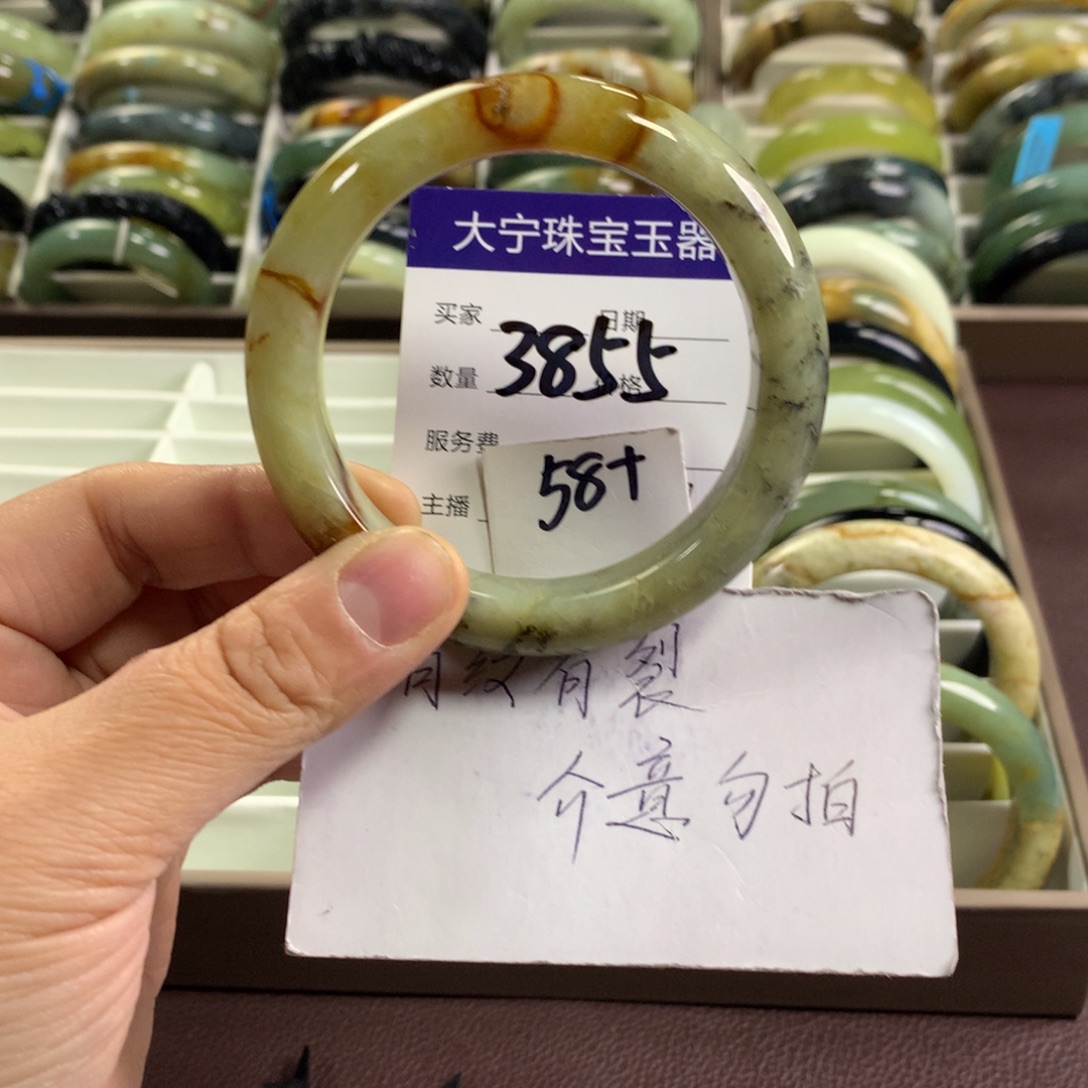 大宁珠宝玉器
买家 日期
数量 3855 价格
服务费
58+
主播
有纹有裂
介意勿拍